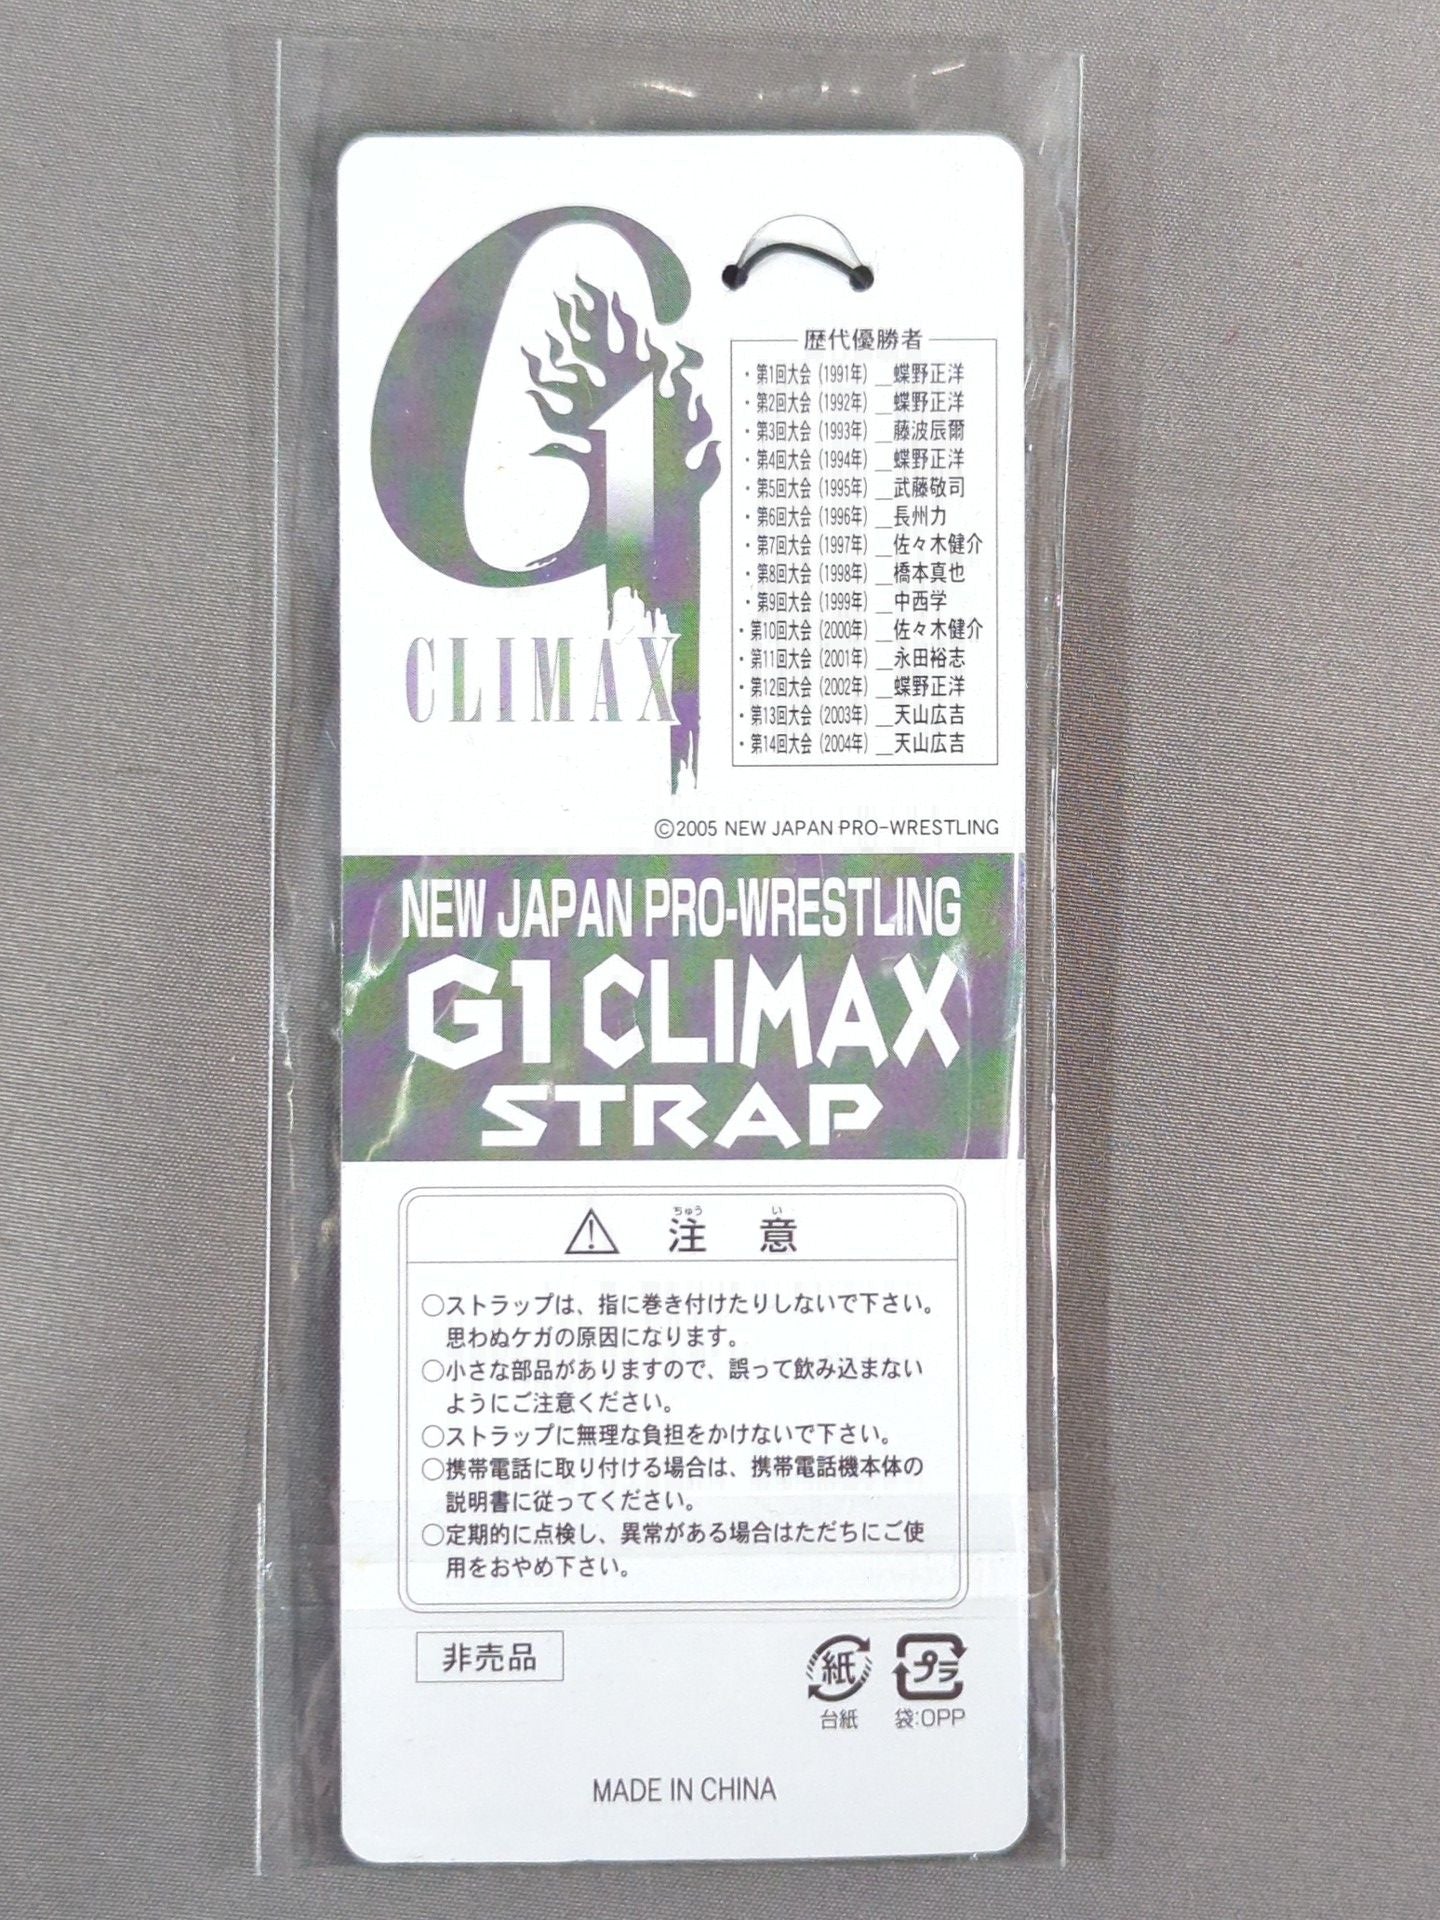 G1
CLIMAX
歴代優勝者
・第1回大会(1991年)＿蝶野正洋
・第2回大会(1992年)＿蝶野正洋
・第3回大会(1993年)＿藤波辰爾
・第4回大会(1994年)＿蝶野正洋
・第5回大会(1995年)＿武藤敬司
・第6回大会(1996年)＿長州力
・第7回大会(1997年)＿佐々木健介
・第8回大会(1998年)＿橋本真也
・第9回大会(1999年)＿中西学
・第10回大会(2000年)＿佐々木健介
・第11回大会(2001年)＿永田裕志
・第12回大会(2002年)＿蝶野正洋
・第13回大会(2003年)＿天山広吉
・第14回大会(2004年)＿天山広吉
©2005 NEW JAPAN PRO-WRESTLING
NEW JAPAN PRO-WRESTLING
G1 CLIMAX
STRAP
ちゅう い
注 意
○ストラップは、指に巻き付けたりしないで下さい。
思わぬケガの原因になります。
○小さな部品がありますので、誤って飲み込まない
ようにご注意ください。
○ストラップに無理な負担をかけないで下さい。
○携帯電話に取り付ける場合は、携帯電話機本体の
説明書に従ってください。
○定期的に点検し、異常がある場合はただちにご使
用をおやめ下さい。
非売品
紙 プラ
台紙 袋:OPP
MADE IN CHINA